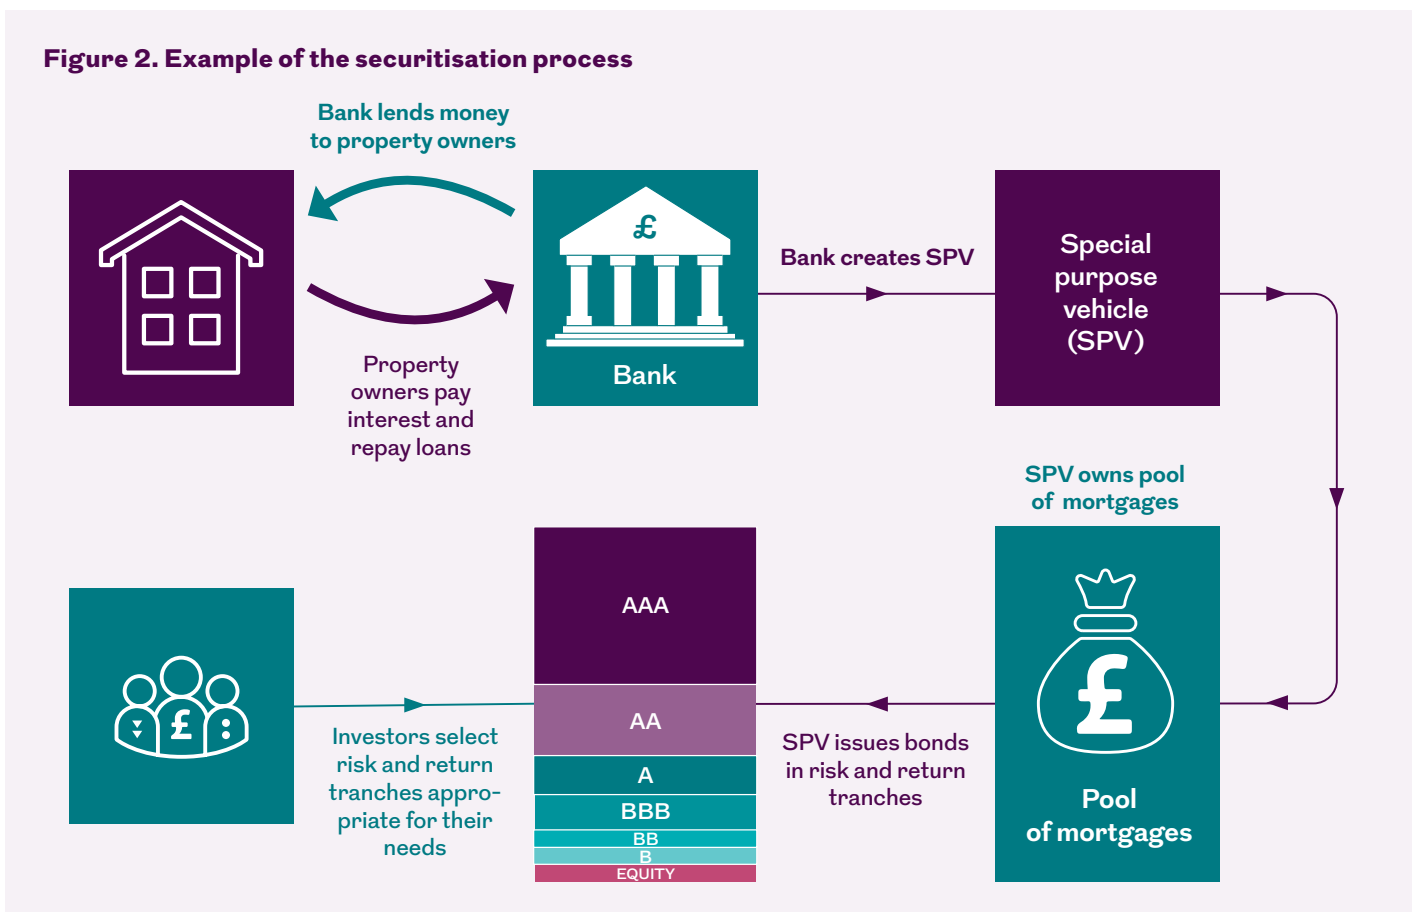 Figure 2. Example of the securitisation process
Bank lends money
to property owners
£
Bank
Bank creates SPV
Special
purpose
vehicle
(SPV)
Property
owners pay
interest and
repay loans
SPV owns pool
of mortgages
£
Pool
of mortgages
SPV issues bonds
in risk and return
tranches
AAA
AA
A
BBB
BB
B
EQUITY
£
Investors select
risk and return
tranches appro-
priate for their
needs